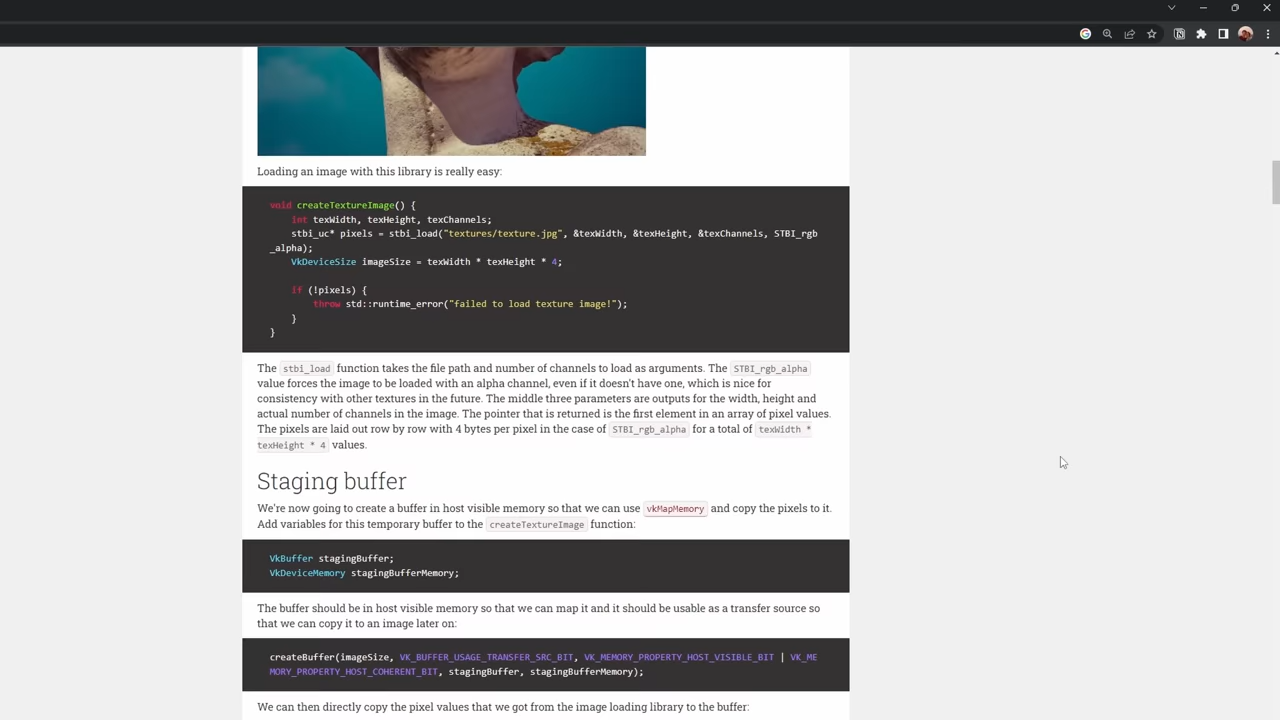 Loading an image with this library is really easy:
void createTextureImage() {
    int texWidth, texHeight, texChannels;
    stbi_uc* pixels = stbi_load("textures/texture.jpg", &texWidth, &texHeight, &texChannels, STBI_rgb
_alpha);
    VkDeviceSize imageSize = texWidth * texHeight * 4;
    if (!pixels) {
        throw std::runtime_error("failed to load texture image!");
    }
}
The stbi_load function takes the file path and number of channels to load as arguments. The STBI_rgb_alpha
value forces the image to be loaded with an alpha channel, even if it doesn't have one, which is nice for
consistency with other textures in the future. The middle three parameters are outputs for the width, height and
actual number of channels in the image. The pointer that is returned is the first element in an array of pixel values.
The pixels are laid out row by row with 4 bytes per pixel in the case of STBI_rgb_alpha for a total of texWidth *
texHeight * 4 values.
Staging buffer
We're now going to create a buffer in host visible memory so that we can use vkMapMemory and copy the pixels to it.
Add variables for this temporary buffer to the createTextureImage function:
VkBuffer stagingBuffer;
VkDeviceMemory stagingBufferMemory;
The buffer should be in host visible memory so that we can map it and it should be usable as a transfer source so
that we can copy it to an image later on:
createBuffer(imageSize, VK_BUFFER_USAGE_TRANSFER_SRC_BIT, VK_MEMORY_PROPERTY_HOST_VISIBLE_BIT | VK_ME
MORY_PROPERTY_HOST_COHERENT_BIT, stagingBuffer, stagingBufferMemory);
We can then directly copy the pixel values that we got from the image loading library to the buffer: